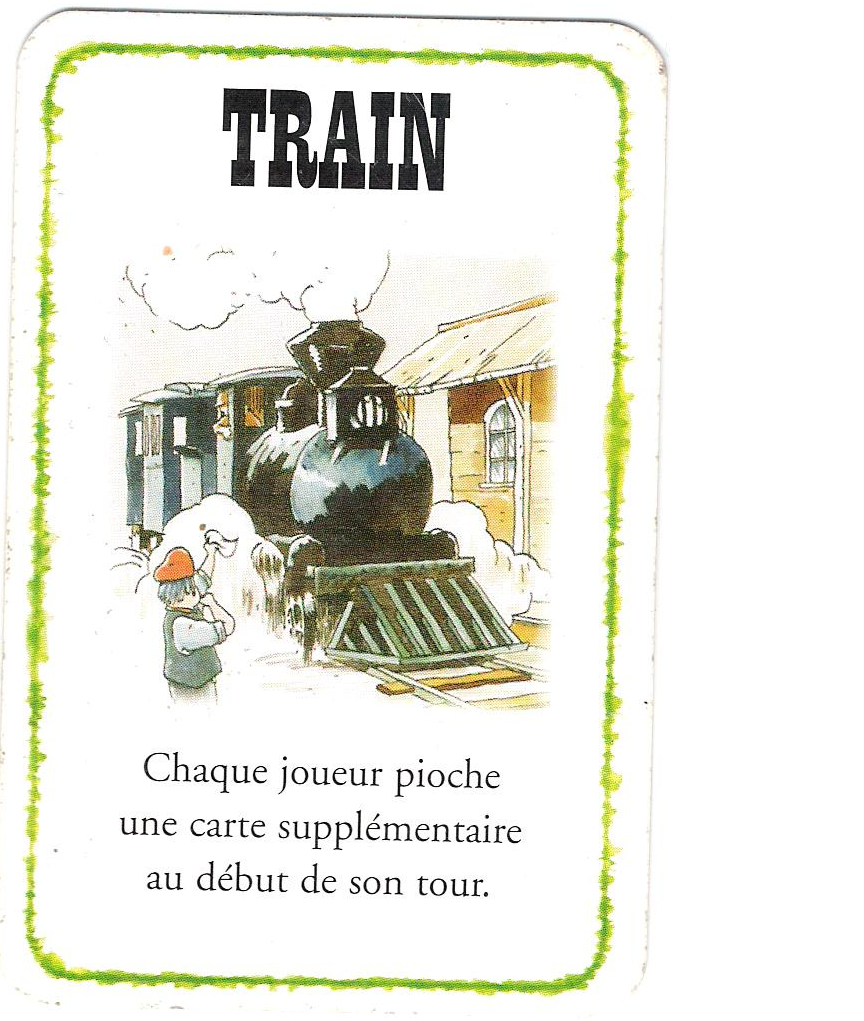 TRAIN
Chaque joueur pioche
une carte supplémentaire
au début de son tour.